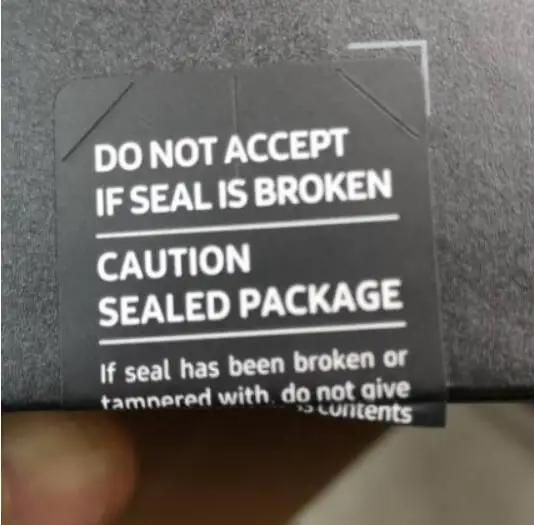 DO NOT ACCEPT
IF SEAL IS BROKEN
CAUTION
SEALED PACKAGE
If seal has been broken or
tampered with, do not give
contents